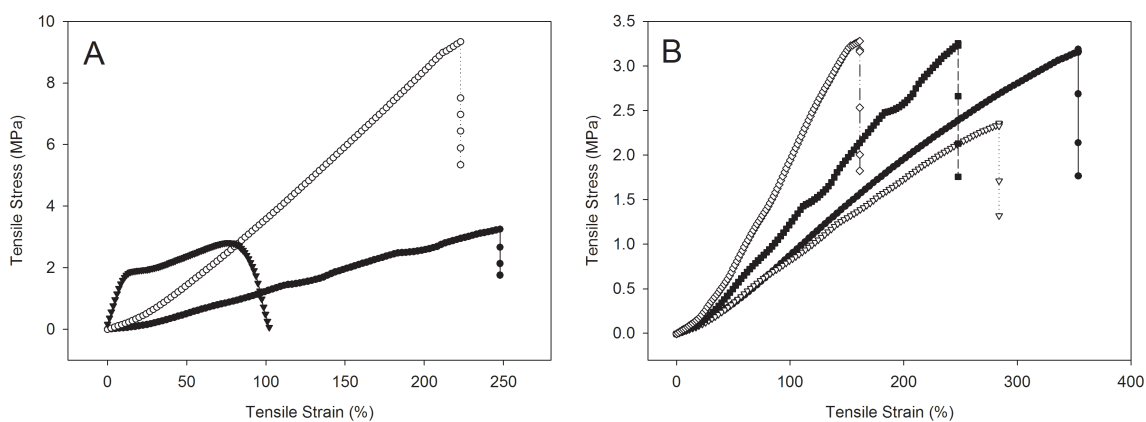 A
10
8
6
4
2
0
Tensile Stress (MPa)
0 50 100 150 200 250
Tensile Strain (%)
B
3.5
3.0
2.5
2.0
1.5
1.0
0.5
0.0
Tensile Stress (MPa)
0 100 200 300 400
Tensile Strain (%)